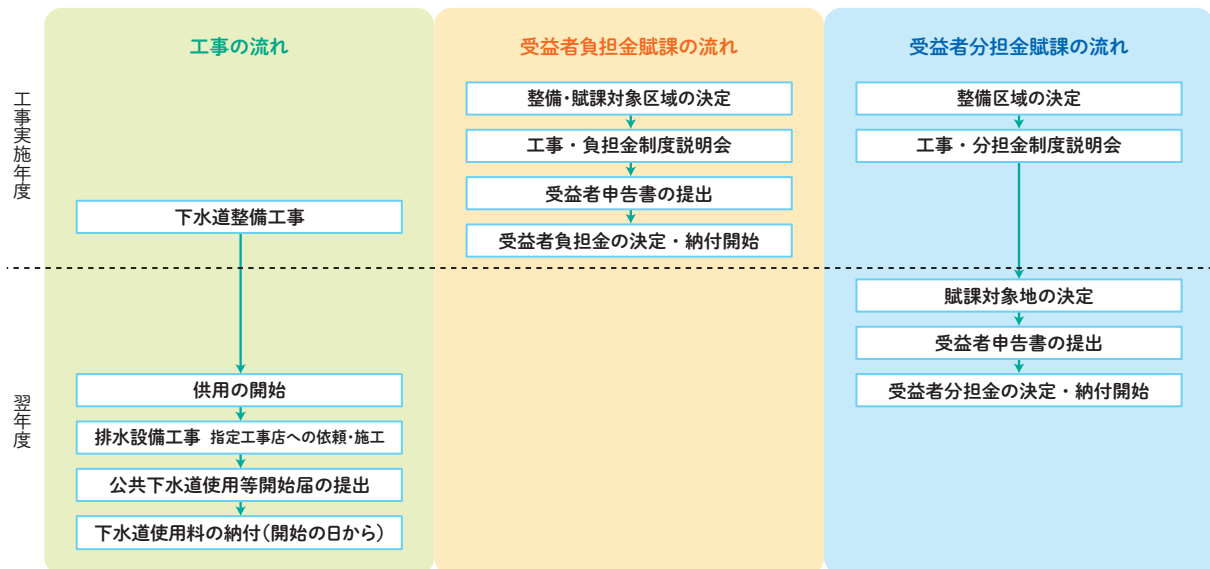 工事の流れ
受益者負担金賦課の流れ
受益者分担金賦課の流れ
工事実施年度
下水道整備工事
整備・賦課対象区域の決定
工事・負担金制度説明会
受益者申告書の提出
受益者負担金の決定・納付開始
整備区域の決定
工事・分担金制度説明会
翌年度
供用の開始
排水設備工事 指定工事店への依頼・施工
公共下水道使用等開始届の提出
下水道使用料の納付(開始の日から)
賦課対象地の決定
受益者申告書の提出
受益者分担金の決定・納付開始